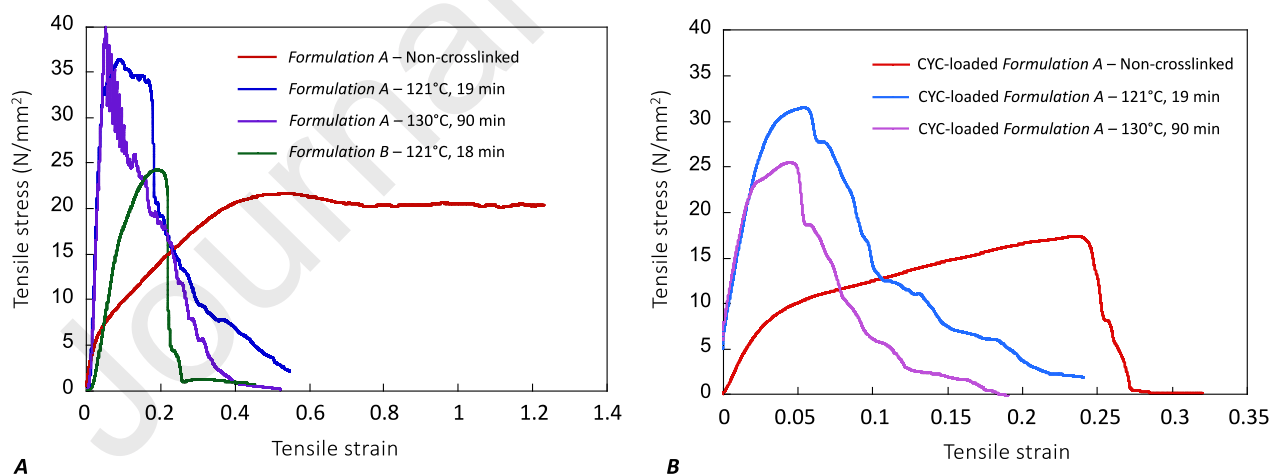 40
35
30
25
20
15
10
5
0
Tensile stress (N/mm²)
Formulation A – Non-crosslinked
Formulation A – 121°C, 19 min
Formulation A – 130°C, 90 min
Formulation B – 121°C, 18 min
0 0.2 0.4 0.6 0.8 1 1.2 1.4
Tensile strain
A
40
35
30
25
20
15
10
5
0
Tensile stress (N/mm²)
CYC-loaded Formulation A – Non-crosslinked
CYC-loaded Formulation A – 121°C, 19 min
CYC-loaded Formulation A – 130°C, 90 min
0 0.05 0.1 0.15 0.2 0.25 0.3 0.35
Tensile strain
B
Journal